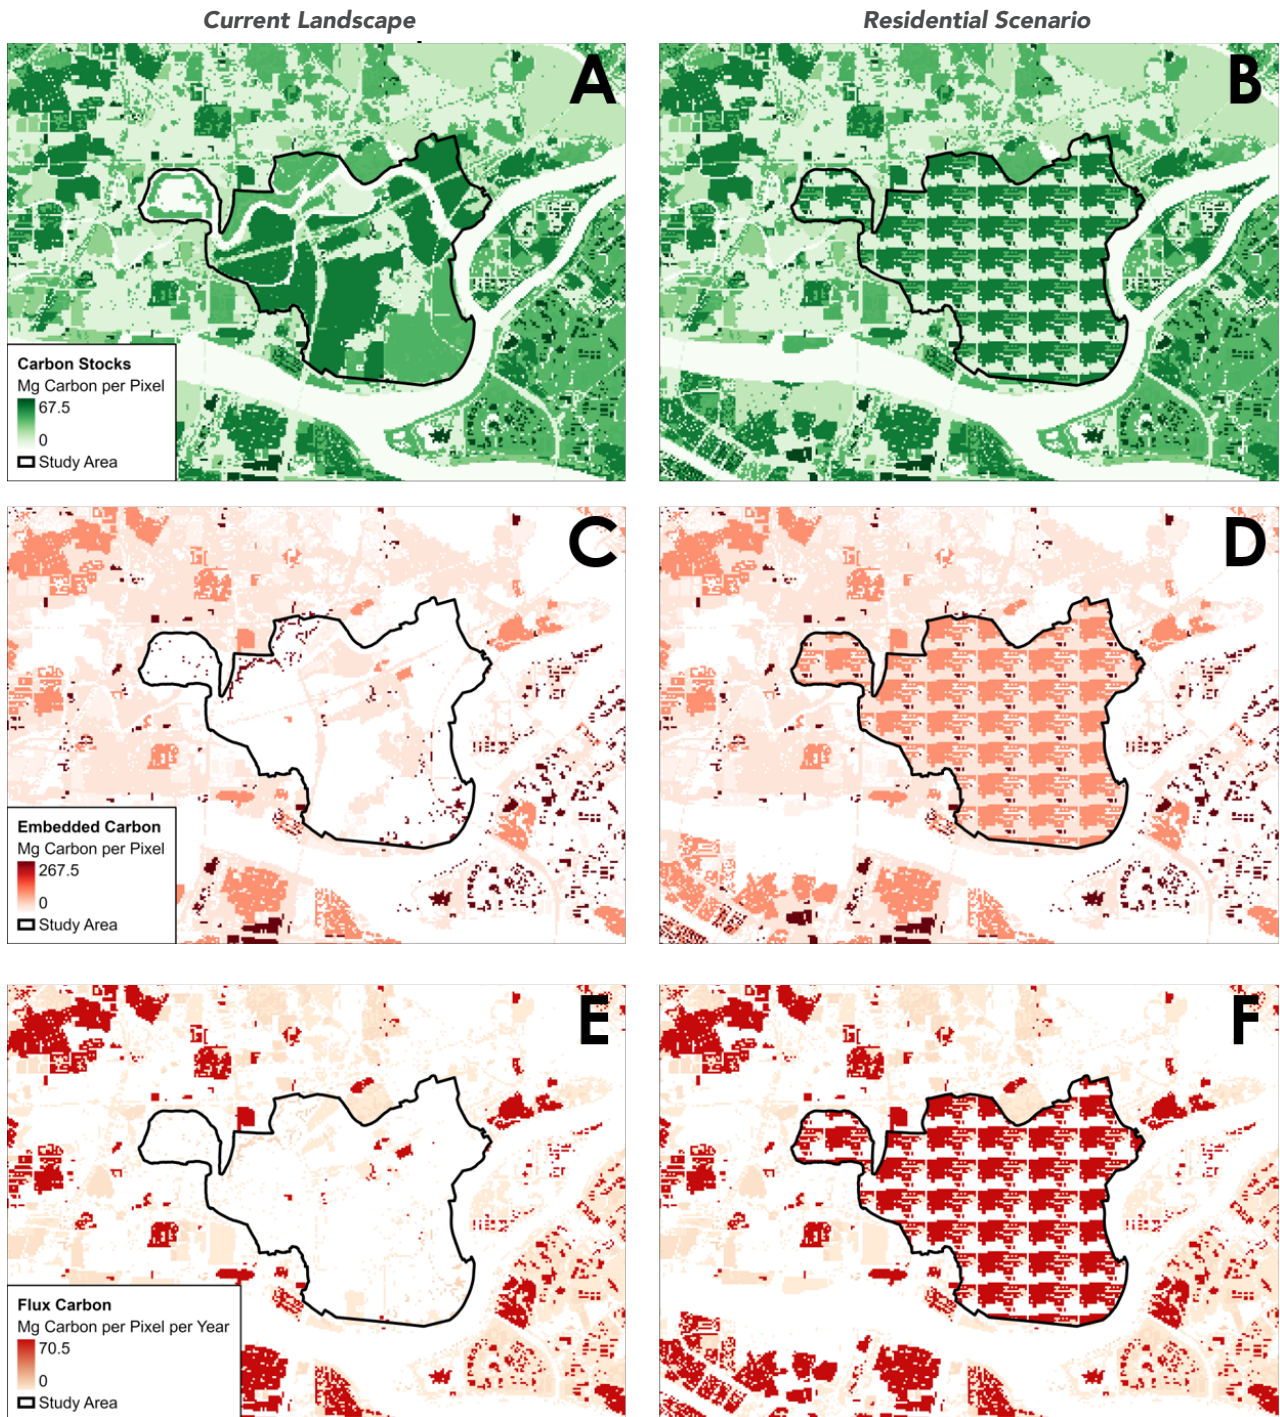 Current Landscape
Residential Scenario
A
B
Carbon Stocks
Mg Carbon per Pixel
67.5
0
Study Area
C
D
Embedded Carbon
Mg Carbon per Pixel
267.5
0
Study Area
E
F
Flux Carbon
Mg Carbon per Pixel per Year
70.5
0
Study Area